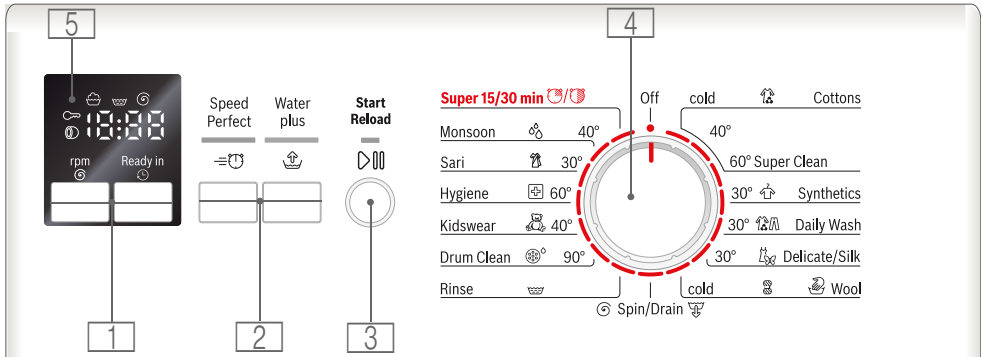 5
4
18:88
rpm
Ready in
Speed
Perfect
Water
plus
Start
Reload
Super 15/30 min
Monsoon 40°
Sari 30°
Hygiene 60°
Kidswear 40°
Drum Clean 90°
Rinse
Off
cold Cottons
40°
60° Super Clean
30° Synthetics
30° Daily Wash
30° Delicate/Silk
cold Wool
Spin/Drain
1
2
3